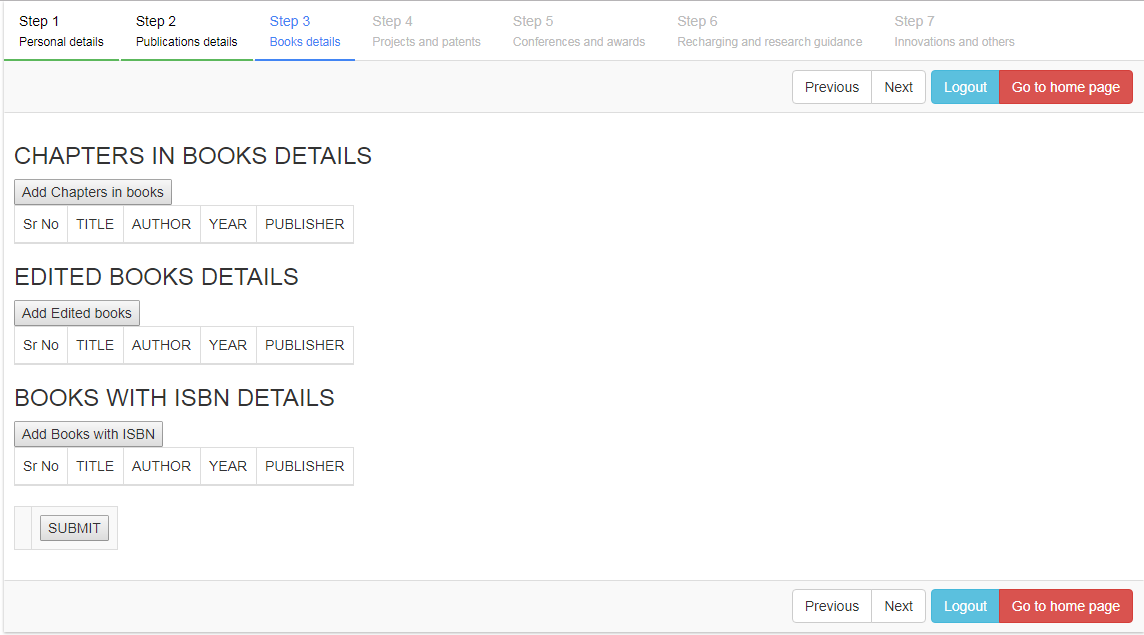 Step 1 Step 2 Step 3 Step 4 Step 5 Step 6 Step 7
Personal details Publications details Books details Projects and patents Conferences and awards Recharging and research guidance Innovations and others
Previous Next Logout Go to home page
CHAPTERS IN BOOKS DETAILS
Add Chapters in books
Sr No TITLE AUTHOR YEAR PUBLISHER
EDITED BOOKS DETAILS
Add Edited books
Sr No TITLE AUTHOR YEAR PUBLISHER
BOOKS WITH ISBN DETAILS
Add Books with ISBN
Sr No TITLE AUTHOR YEAR PUBLISHER
SUBMIT
Previous Next Logout Go to home page